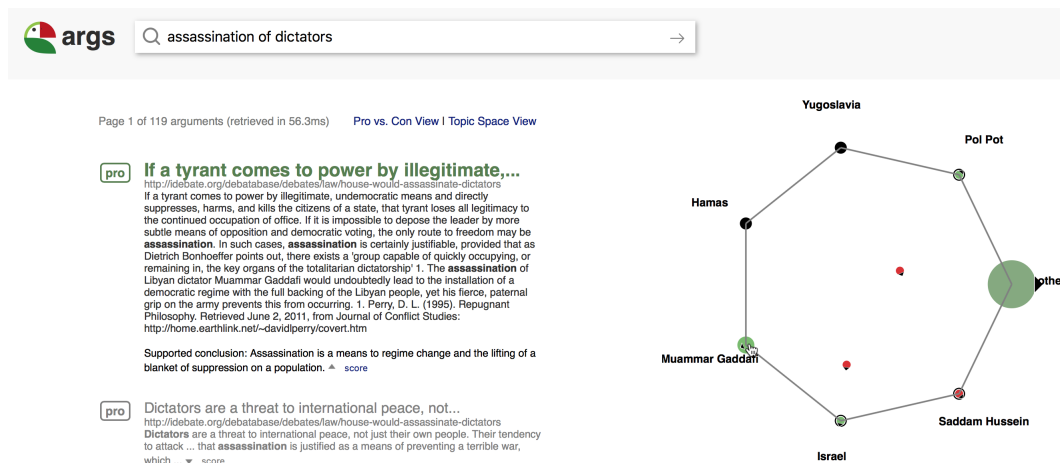 args
assassination of dictators
Page 1 of 119 arguments (retrieved in 56.3ms) Pro vs. Con View | Topic Space View
pro If a tyrant comes to power by illegitimate,...
http://idebate.org/debatabase/debates/law/house-would-assassinate-dictators
If a tyrant comes to power by illegitimate, undemocratic means and directly
suppresses, harms, and kills the citizens of a state, that tyrant loses all legitimacy to
the continued occupation of office. If it is impossible to depose the leader by more
subtle means of opposition and democratic voting, the only route to freedom may be
assassination. In such cases, assassination is certainly justifiable, provided that as
Dietrich Bonhoeffer points out, there exists a 'group capable of quickly occupying, or
remaining in, the key organs of the totalitarian dictatorship' 1. The assassination of
Libyan dictator Muammar Gaddafi would undoubtedly lead to the installation of a
democratic regime with the full backing of the Libyan people, yet his fierce, paternal
grip on the army prevents this from occurring. 1. Perry, D. L. (1995). Repugnant
Philosophy. Retrieved June 2, 2011, from Journal of Conflict Studies:
http://home.earthlink.net/~davidlperry/covert.htm
Supported conclusion: Assassination is a means to regime change and the lifting of a
blanket of suppression on a population. score
pro Dictators are a threat to international peace, not...
http://idebate.org/debatabase/debates/law/house-would-assassinate-dictators
Dictators are a threat to international peace, not just their own people. Their tendency
to attack ... that assassination is justified as a means of preventing a terrible war,
which ... score
Yugoslavia
Pol Pot
Hamas
othe
Muammar Gaddafi
Saddam Hussein
Israel